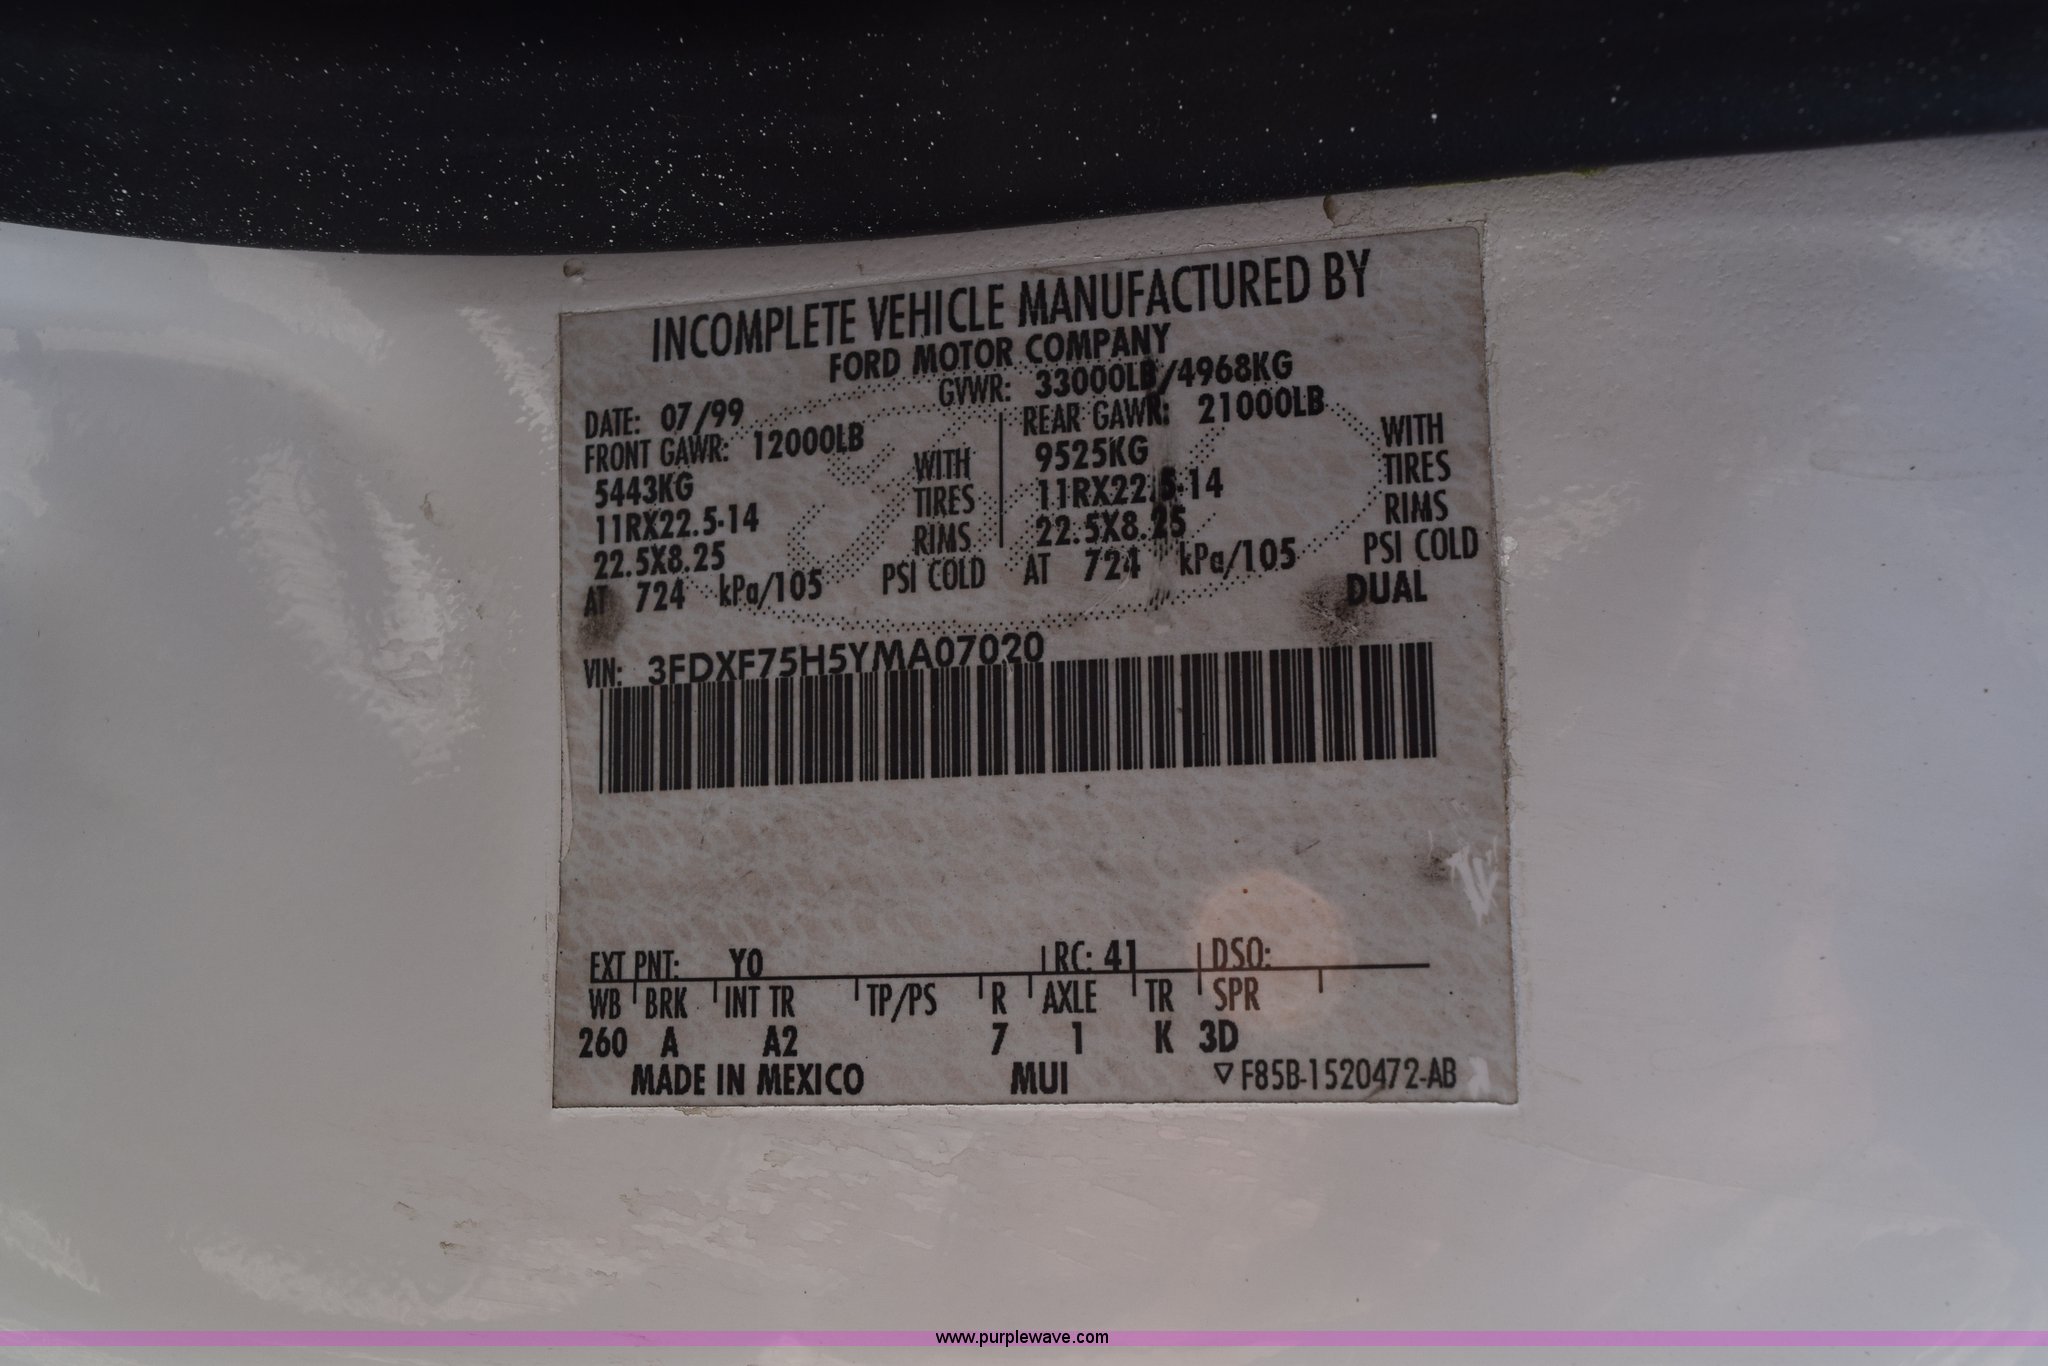 INCOMPLETE VEHICLE MANUFACTURED BY
FORD MOTOR COMPANY
GVWR: 33000LB/4968KG
DATE: 07/99
FRONT GAWR: 12000LB
5443KG WITH
11RX22.5-14 TIRES
22.5X8.25 RIMS
AT 724 kPa/105 PSI COLD
REAR GAWR: 21000LB
9525KG WITH
11RX22.5-14 TIRES
22.5X8.25 RIMS
AT 724 kPa/105 PSI COLD
DUAL
VIN: 3FDXF75H5YMA07020
EXT PNT: Y0 RC: 41 DSO:
WB BRK INT TR TP/PS R AXLE TR SPR
260 A A2 7 1 K 3D
MADE IN MEXICO MUI ▽F85B-1520472-AB
www.purplewave.com